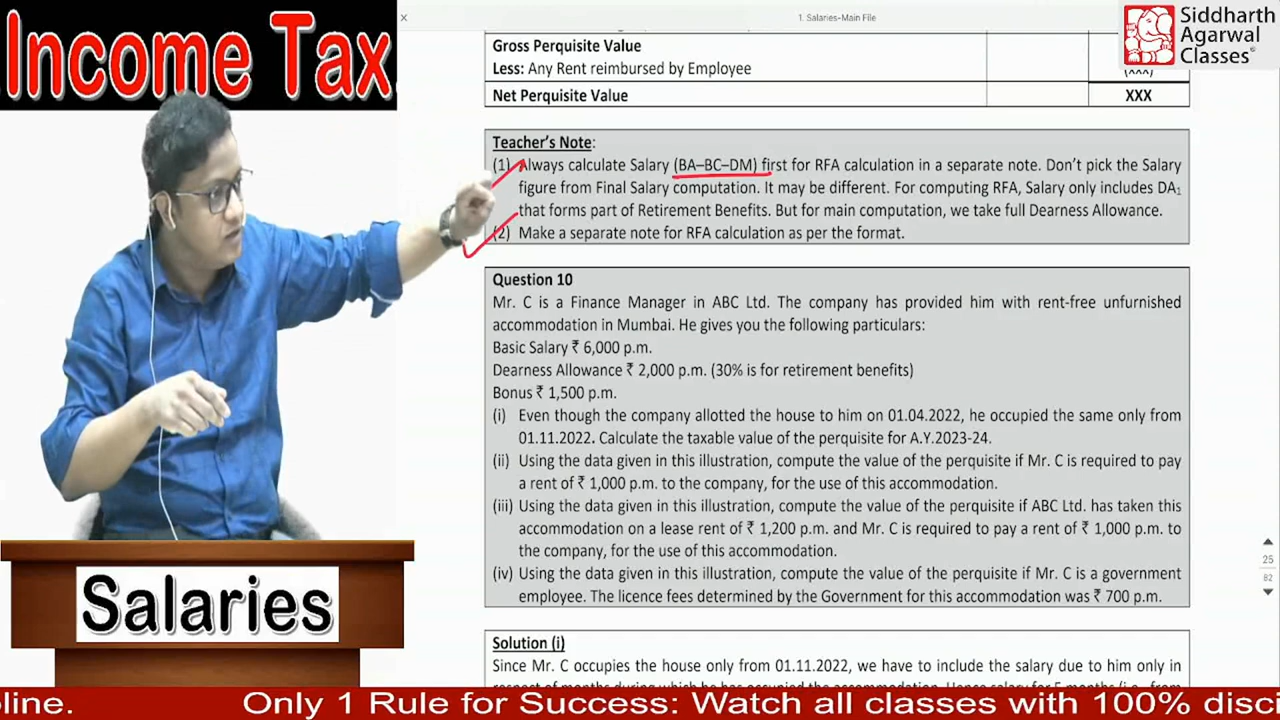 Income Tax
1. Salaries-Main File
Siddharth
Agarwal
Classes®
Gross Perquisite Value
Less: Any Rent reimbursed by Employee
(xxx)
Net Perquisite Value XXX
Teacher's Note:
(1) Always calculate Salary (BA–BC–DM) first for RFA calculation in a separate note. Don't pick the Salary
figure from Final Salary computation. It may be different. For computing RFA, Salary only includes DA₁
that forms part of Retirement Benefits. But for main computation, we take full Dearness Allowance.
(2) Make a separate note for RFA calculation as per the format.
Question 10
Mr. C is a Finance Manager in ABC Ltd. The company has provided him with rent-free unfurnished
accommodation in Mumbai. He gives you the following particulars:
Basic Salary ₹ 6,000 p.m.
Dearness Allowance ₹ 2,000 p.m. (30% is for retirement benefits)
Bonus ₹ 1,500 p.m.
(i) Even though the company allotted the house to him on 01.04.2022, he occupied the same only from
01.11.2022. Calculate the taxable value of the perquisite for A.Y.2023-24.
(ii) Using the data given in this illustration, compute the value of the perquisite if Mr. C is required to pay
a rent of ₹ 1,000 p.m. to the company, for the use of this accommodation.
(iii) Using the data given in this illustration, compute the value of the perquisite if ABC Ltd. has taken this
accommodation on a lease rent of ₹ 1,200 p.m. and Mr. C is required to pay a rent of ₹ 1,000 p.m. to
the company, for the use of this accommodation.
(iv) Using the data given in this illustration, compute the value of the perquisite if Mr. C is a government
employee. The licence fees determined by the Government for this accommodation was ₹ 700 p.m.
25
82
Solution (i)
Since Mr. C occupies the house only from 01.11.2022, we have to include the salary due to him only in
Salaries
oline. Only 1 Rule for Success: Watch all classes with 100% disci